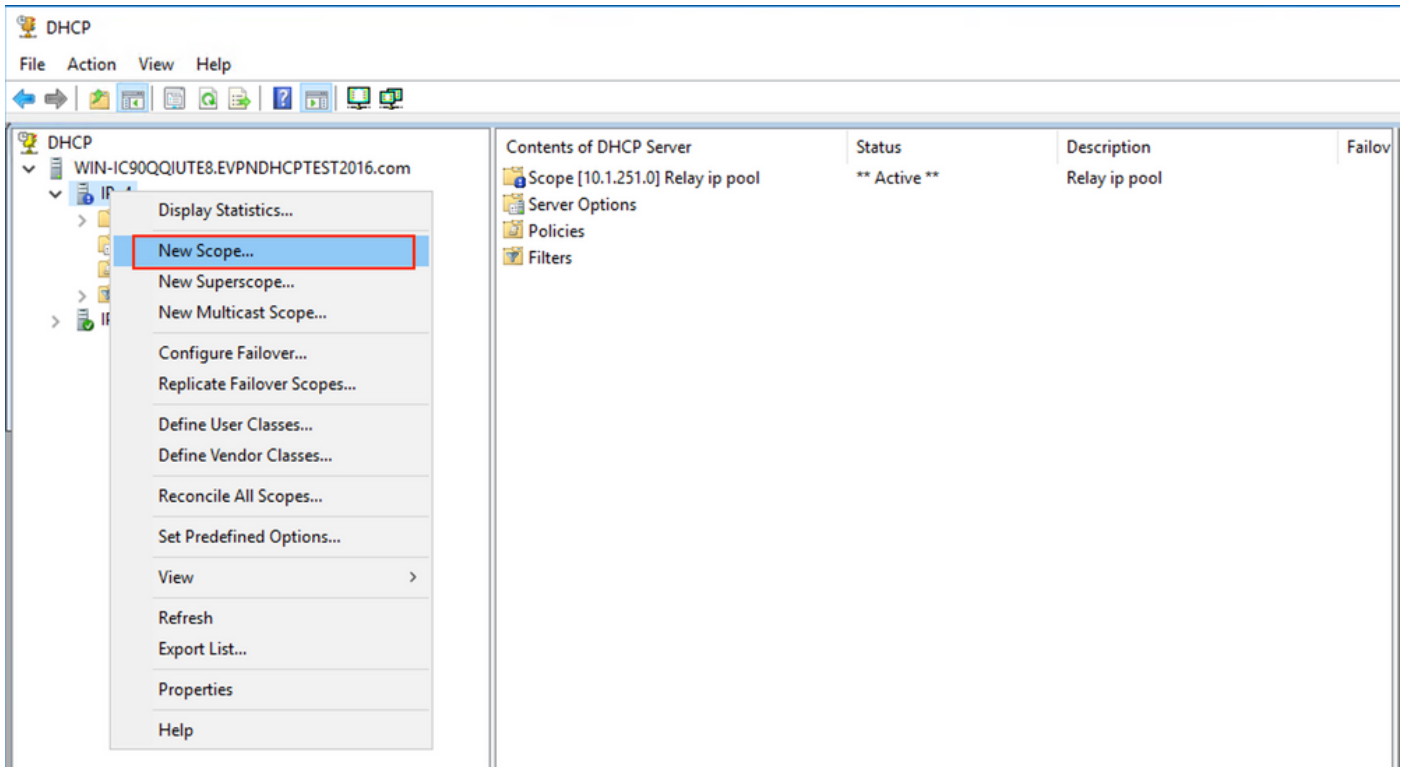 DHCP
File Action View Help
DHCP
WIN-IC90QQIUTE8.EVPNDHCPTEST2016.com
Display Statistics...
New Scope...
New Superscope...
New Multicast Scope...
Configure Failover...
Replicate Failover Scopes...
Define User Classes...
Define Vendor Classes...
Reconcile All Scopes...
Set Predefined Options...
View
Refresh
Export List...
Properties
Help
Contents of DHCP Server Status Description Failov
Scope [10.1.251.0] Relay ip pool ** Active ** Relay ip pool
Server Options
Policies
Filters